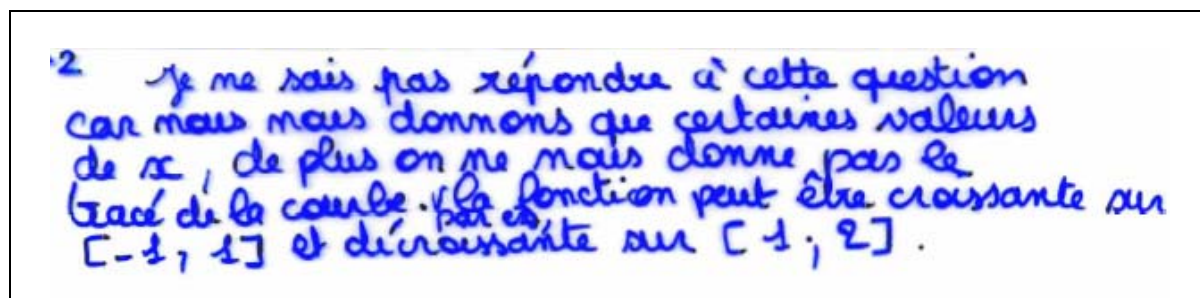 2 Je ne sais pas répondre à cette question
car nous nous donnons que certaines valeurs
de x, de plus on ne nous donne pas le
tracé de la courbe. par ex la fonction peut être croissante sur
[-1, 1] et décroissante sur [1 ; 2].